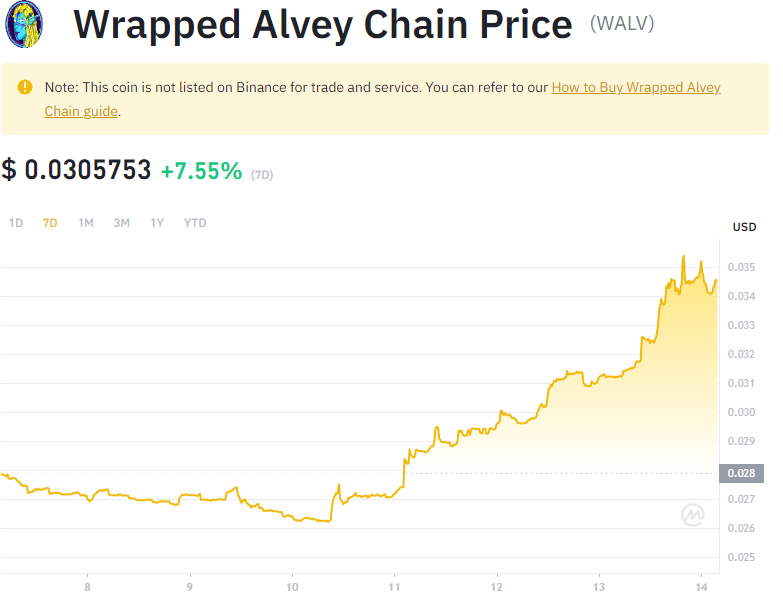 Wrapped Alvey Chain Price (WALV)
Note: This coin is not listed on Binance for trade and service. You can refer to our How to Buy Wrapped Alvey
Chain guide.
$ 0.0305753 +7.55% (7D)
1D 7D 1M 3M 1Y YTD
USD
0.035
0.034
0.033
0.032
0.031
0.030
0.029
0.028
0.027
0.026
0.025
8 9 10 11 12 13 14